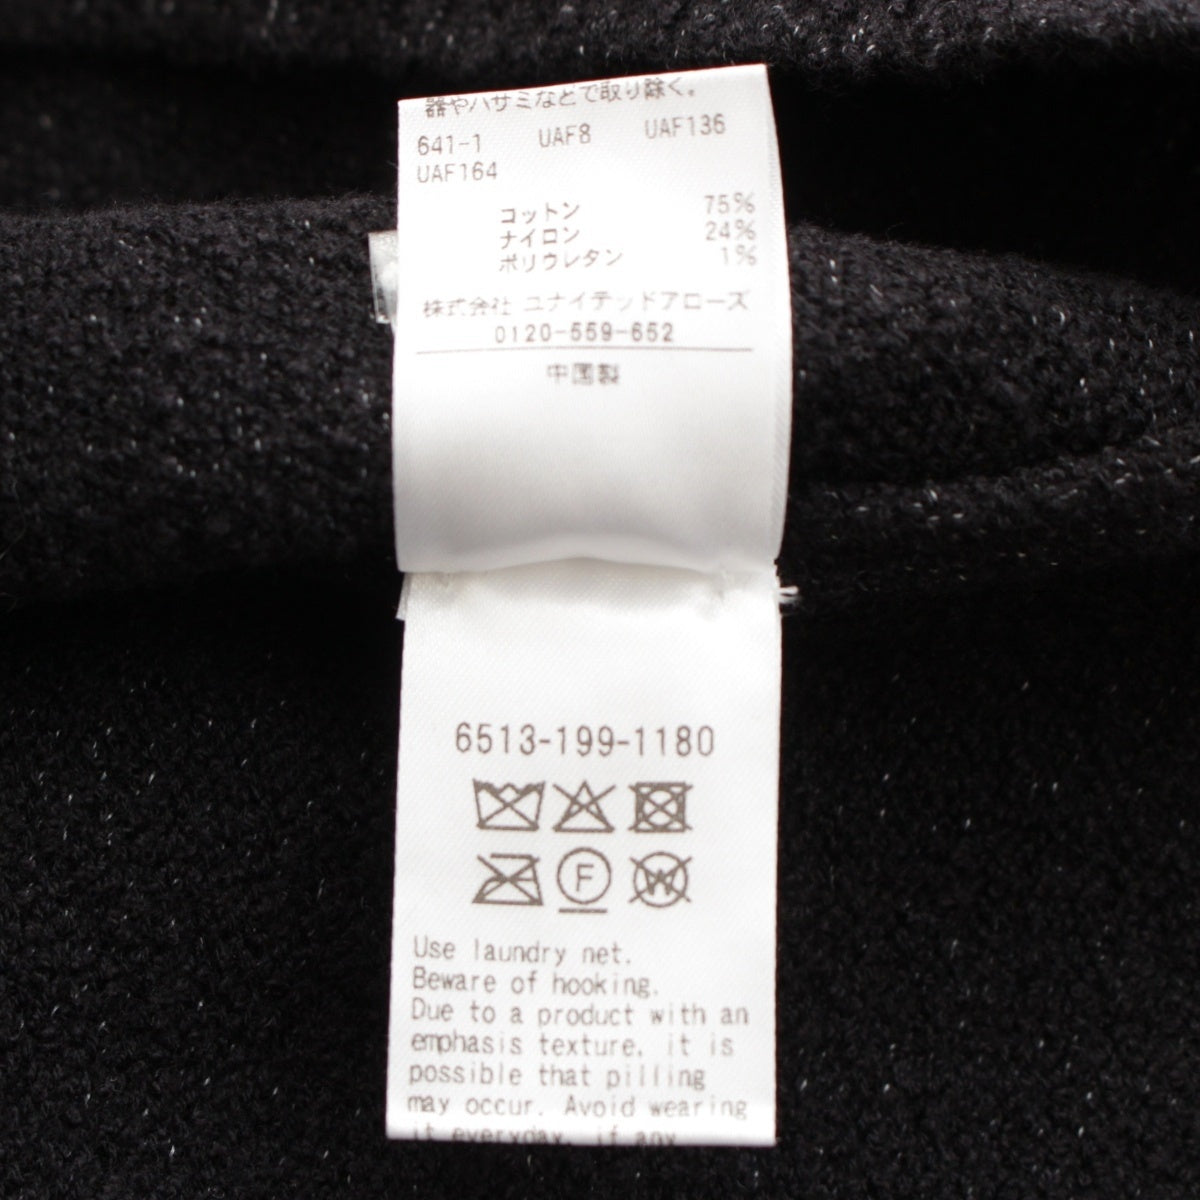 器やハサミなどで取り除く。
641-1 UAF8 UAF136
UAF164
コットン 75%
ナイロン 24%
ポリウレタン 1%
株式会社 ユナイテッドアローズ
0120-559-652
中国製
6513-199-1180
F
W
Use laundry net.
Beware of hooking.
Due to a product with an
emphasis texture, it is
possible that pilling
may occur. Avoid wearing
it everyday, if any